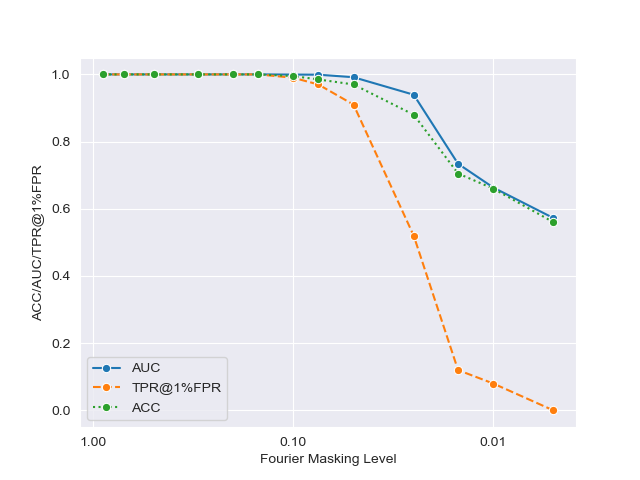 ACC/AUC/TPR@1%FPR
1.0
0.8
0.6
0.4
0.2
0.0
AUC
TPR@1%FPR
ACC
1.00
0.10
0.01
Fourier Masking Level